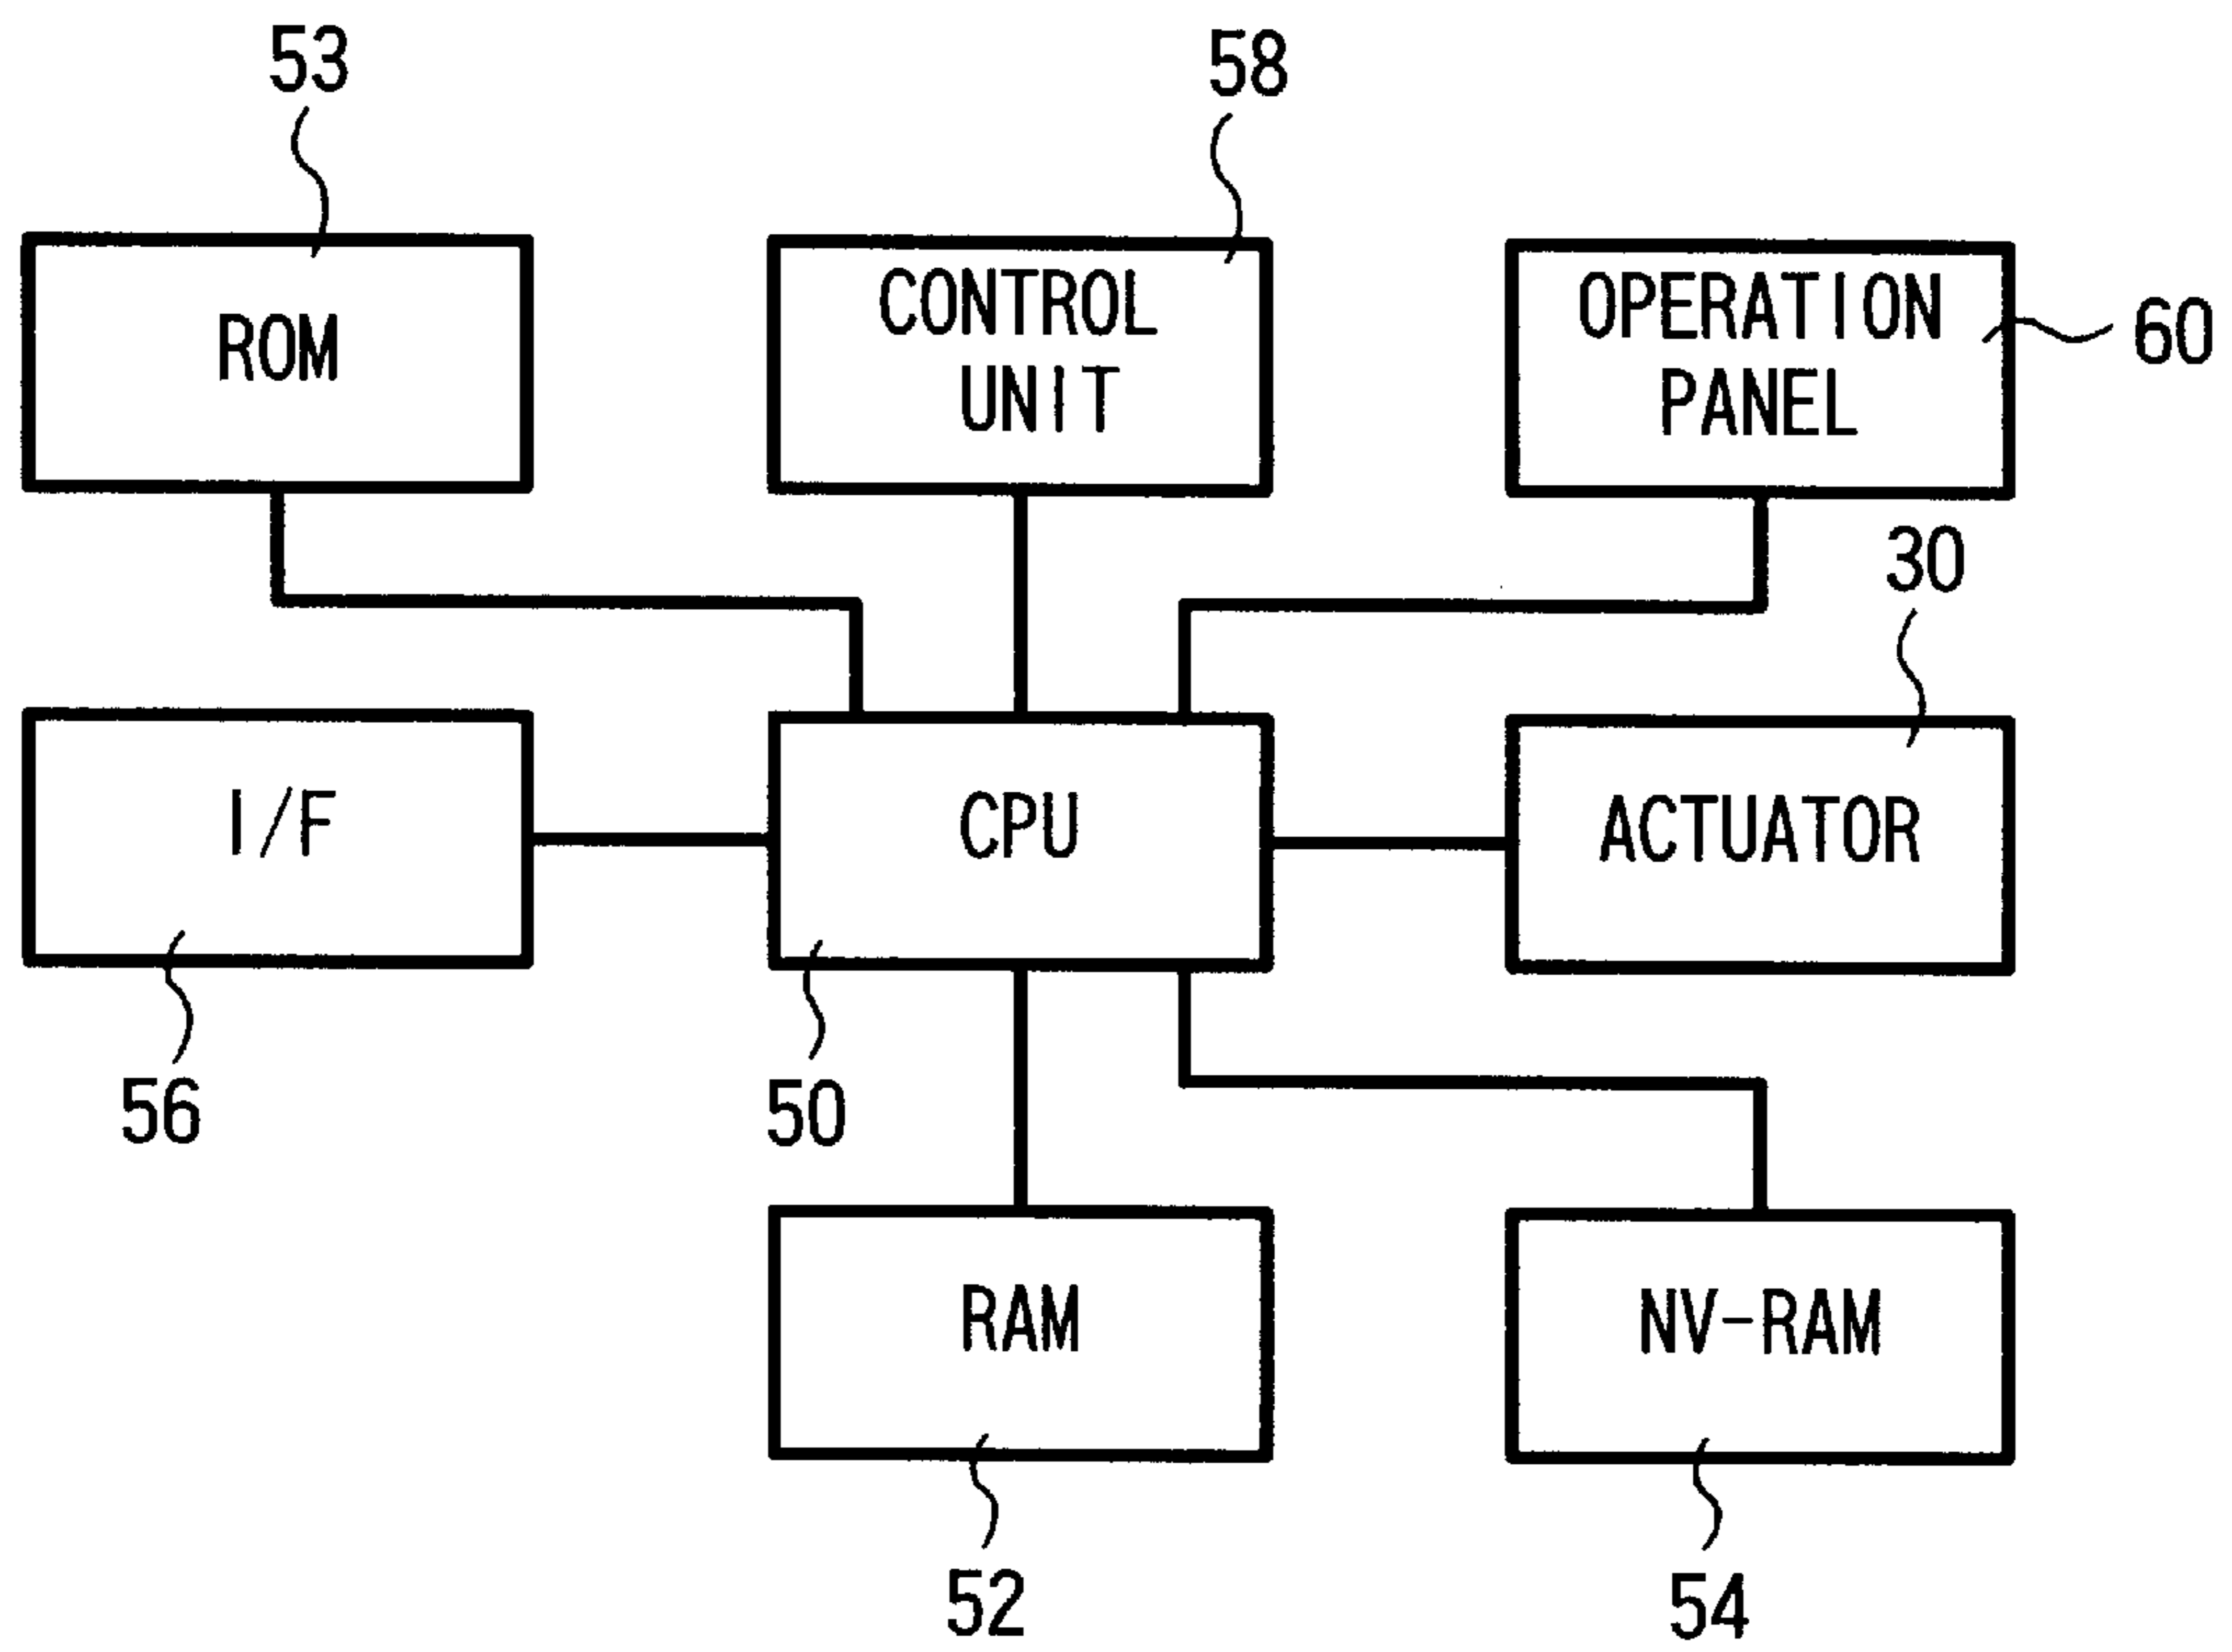 53
58
ROM
CONTROL
UNIT
OPERATION
PANEL
60
30
I/F
CPU
ACTUATOR
56
50
RAM
NV-RAM
52
54